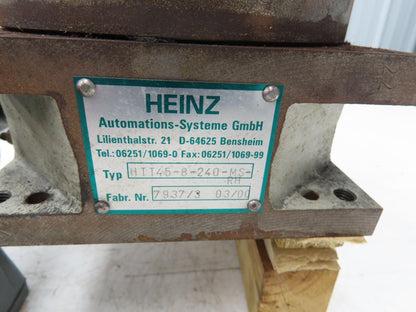 HEINZ
Automations-Systeme GmbH
Lilienthalstr. 21 D-64625 Bensheim
Tel.:06251/1069-0 Fax:06251/1069-99
Typ HTT45-8-240-MS-
RH
Fabr. Nr. 7937/3 03/00